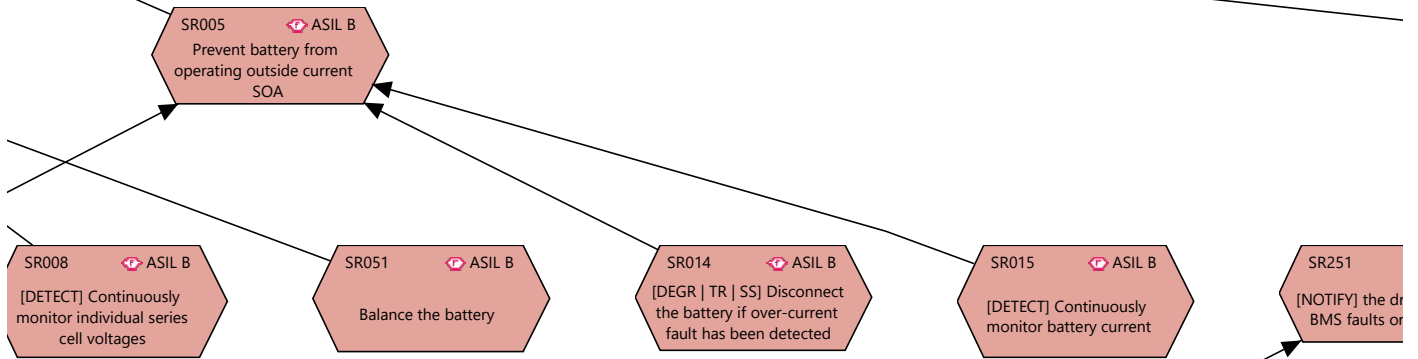 SR005 F ASIL B
Prevent battery from
operating outside current
SOA
SR008 F ASIL B
[DETECT] Continuously
monitor individual series
cell voltages
SR051 F ASIL B
Balance the battery
SR014 F ASIL B
[DEGR | TR | SS] Disconnect
the battery if over-current
fault has been detected
SR015 F ASIL B
[DETECT] Continuously
monitor battery current
SR251
[NOTIFY] the
BMS faults